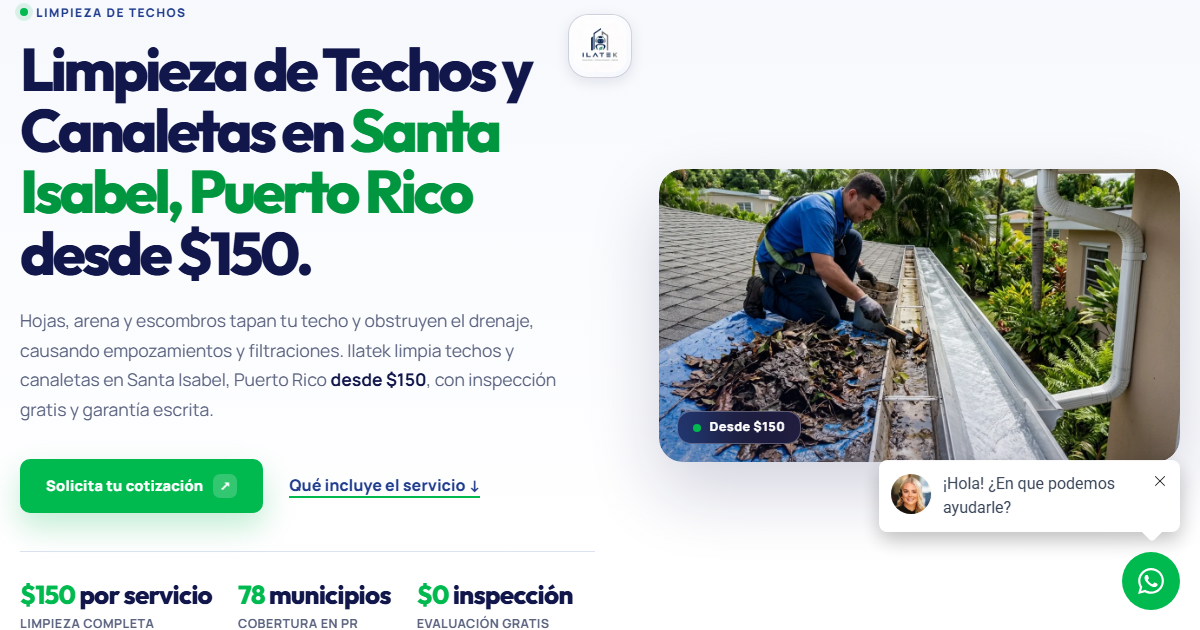 LIMPIEZA DE TECHOS
ILATEK
Limpieza de Techos y
Canaletas en Santa
Isabel, Puerto Rico
desde $150.
Hojas, arena y escombros tapan tu techo y obstruyen el drenaje,
causando empozamientos y filtraciones. Ilatek limpia techos y
canaletas en Santa Isabel, Puerto Rico desde $150, con inspección
gratis y garantía escrita.
Solicita tu cotización ↗
Qué incluye el servicio ↓
Desde $150
¡Hola! ¿En que podemos
ayudarle?
$150 por servicio
LIMPIEZA COMPLETA
78 municipios
COBERTURA EN PR
$0 inspección
EVALUACIÓN GRATIS